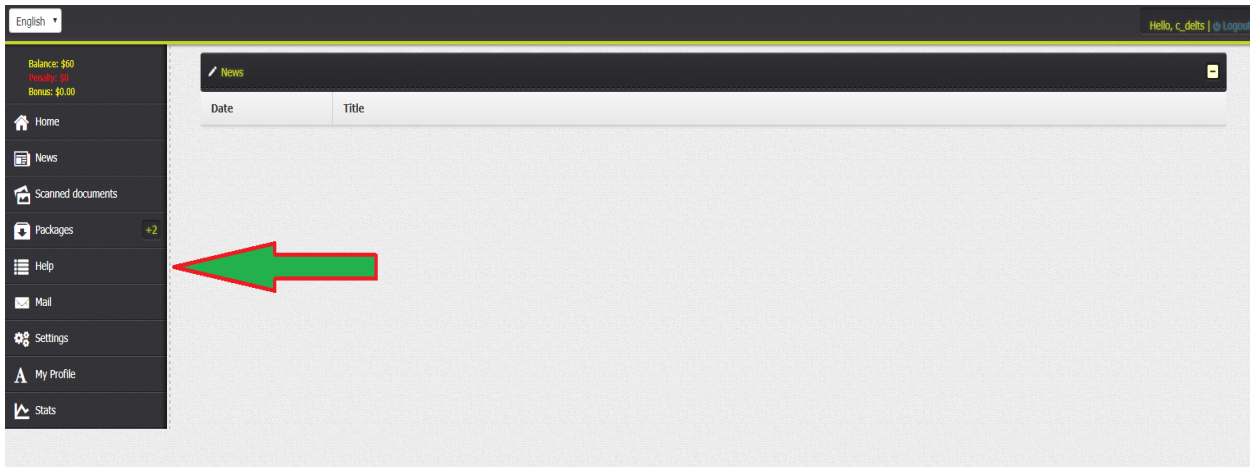 English
Hello, c_delts | Logout
Balance: $60
Penalty: $0
Bonus: $0.00
Home
News
Scanned documents
Packages +2
Help
Mail
Settings
My Profile
Stats
News
Date Title